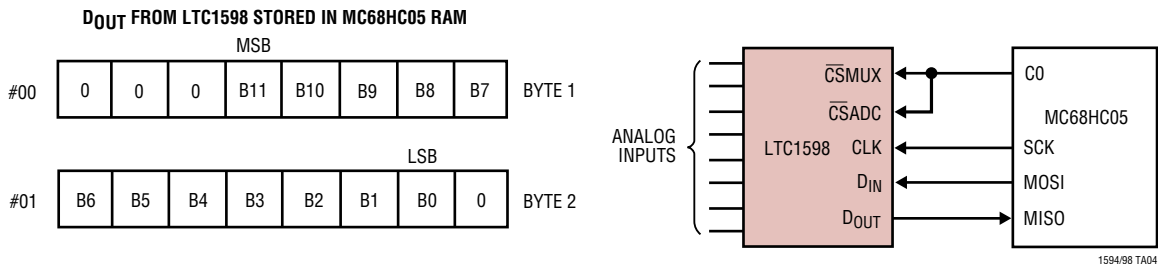 DOUT FROM LTC1598 STORED IN MC68HC05 RAM
MSB
#00 0 0 0 B11 B10 B9 B8 B7 BYTE 1
LSB
#01 B6 B5 B4 B3 B2 B1 B0 0 BYTE 2
ANALOG
INPUTS
LTC1598
CSMUX
CSADC
CLK
DIN
DOUT
C0
MC68HC05
SCK
MOSI
MISO
1594/98 TA04